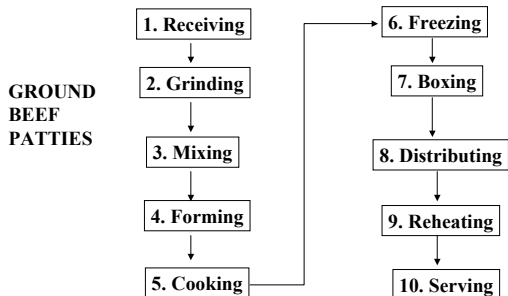 GROUND
BEEF
PATTIES
1. Receiving
2. Grinding
3. Mixing
4. Forming
5. Cooking
6. Freezing
7. Boxing
8. Distributing
9. Reheating
10. Serving